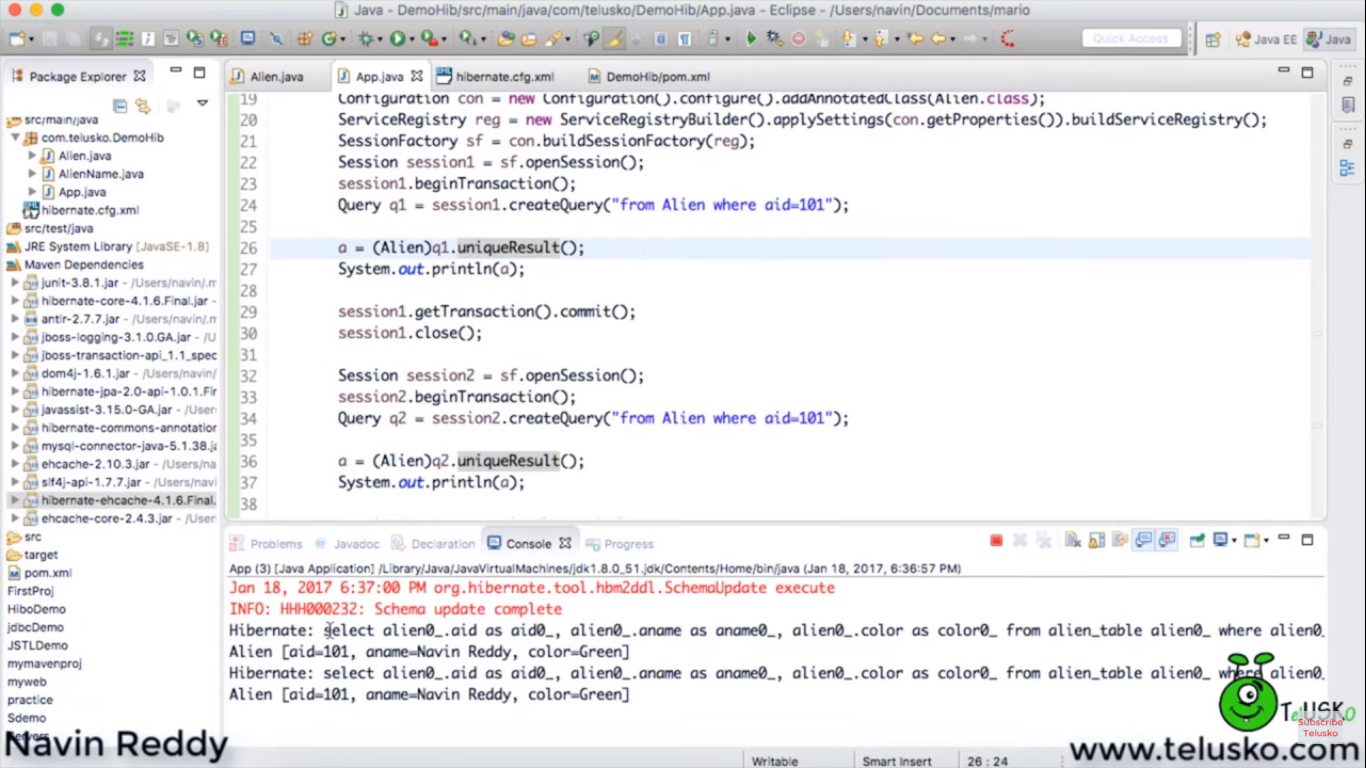 Java - DemoHib/src/main/java/com/telusko/DemoHib/App.java - Eclipse - /Users/navin/Documents/mario
Quick Access
Java EE
Java
Package Explorer
Alien.java
App.java
hibernate.cfg.xml
DemoHib/pom.xml
src/main/java
com.telusko.DemoHib
Alien.java
AlienName.java
App.java
hibernate.cfg.xml
src/test/java
JRE System Library [JavaSE-1.8]
Maven Dependencies
junit-3.8.1.jar - /Users/navin/.m
hibernate-core-4.1.6.Final.jar
antlr-2.7.7.jar - /Users/navin/.m
jboss-logging-3.1.0.GA.jar - /U
jboss-transaction-api_1.1_spec
dom4j-1.6.1.jar - /Users/navin/
hibernate-jpa-2.0-api-1.0.1.Fi
javassist-3.15.0-GA.jar - /User
hibernate-commons-annotation
mysql-connector-java-5.1.38.ja
ehcache-2.10.3.jar - /Users/nav
slf4j-api-1.7.7.jar - /Users/navi
hibernate-ehcache-4.1.6.Final.
ehcache-core-2.4.3.jar - /User
src
target
pom.xml
FirstProj
HiboDemo
jdbcDemo
JSTLDemo
mymavenproj
myweb
practice
Sdemo
Servers
19 Configuration con = new Configuration().configure().addAnnotatedClass(Alien.class);
20 ServiceRegistry reg = new ServiceRegistryBuilder().applySettings(con.getProperties()).buildServiceRegistry();
21 SessionFactory sf = con.buildSessionFactory(reg);
22 Session session1 = sf.openSession();
23 session1.beginTransaction();
24 Query q1 = session1.createQuery("from Alien where aid=101");
25
26 a = (Alien)q1.uniqueResult();
27 System.out.println(a);
28
29 session1.getTransaction().commit();
30 session1.close();
31
32 Session session2 = sf.openSession();
33 session2.beginTransaction();
34 Query q2 = session2.createQuery("from Alien where aid=101");
35
36 a = (Alien)q2.uniqueResult();
37 System.out.println(a);
38
Problems
Javadoc
Declaration
Console
Progress
App (3) [Java Application] /Library/Java/JavaVirtualMachines/jdk1.8.0_51.jdk/Contents/Home/bin/java (Jan 18, 2017 6:36:57 PM)
Jan 18, 2017 6:37:00 PM org.hibernate.tool.hbm2ddl.SchemaUpdate execute
INFO: HHH000232: Schema update complete
Hibernate: select alien0_.aid as aid0_, alien0_.aname as aname0_, alien0_.color as color0_ from alien_table alien0_ where alien0_.
Alien [aid=101, aname=Navin Reddy, color=Green]
Hibernate: select alien0_.aid as aid0_, alien0_.aname as aname0_, alien0_.color as color0_ from alien_table alien0_ where alien0_.
Alien [aid=101, aname=Navin Reddy, color=Green]
TelUSKO
Subscribe
Telusko
Navin Reddy
www.telusko.com
Writable
Smart Insert
26 : 24